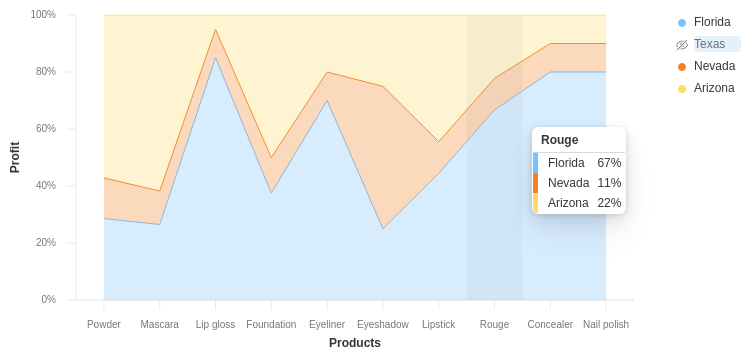 100%
80%
60%
40%
20%
0%
Profit
Powder
Mascara
Lip gloss
Foundation
Eyeliner
Eyeshadow
Lipstick
Rouge
Concealer
Nail polish
Products
Rouge
Florida 67%
Nevada 11%
Arizona 22%
Florida
Texas
Nevada
Arizona